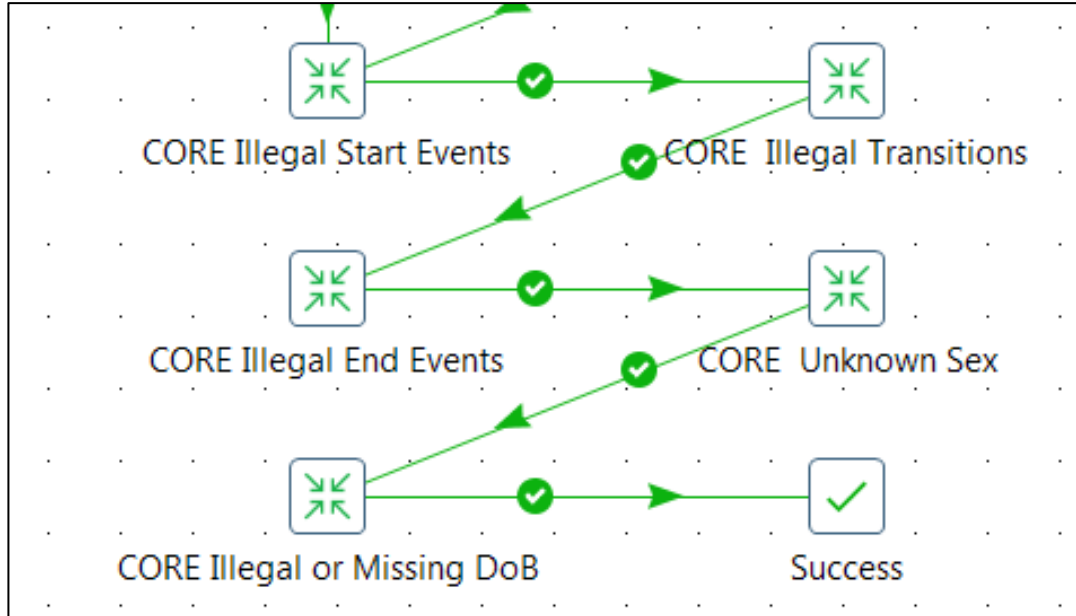 CORE Illegal Start Events
CORE  Illegal Transitions
CORE Illegal End Events
CORE  Unknown Sex
CORE Illegal or Missing DoB
Success